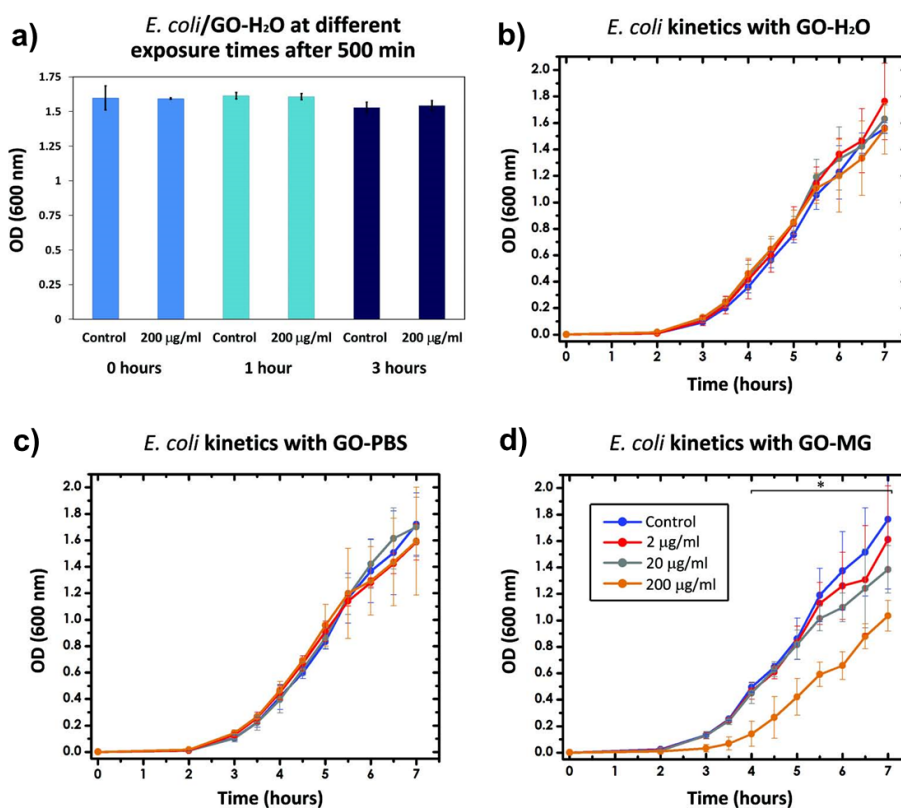 a)
E. coli/GO-H₂O at different
exposure times after 500 min
OD (600 nm)
1.75
1.5
1.25
1
0.75
0.5
0.25
0
Control 200 µg/ml Control 200 µg/ml Control 200 µg/ml
0 hours 1 hour 3 hours
b)
E. coli kinetics with GO-H₂O
OD (600 nm)
2.0
1.8
1.6
1.4
1.2
1.0
0.8
0.6
0.4
0.2
0.0
0 1 2 3 4 5 6 7
Time (hours)
c)
E. coli kinetics with GO-PBS
OD (600 nm)
2.0
1.8
1.6
1.4
1.2
1.0
0.8
0.6
0.4
0.2
0.0
0 1 2 3 4 5 6 7
Time (hours)
d)
E. coli kinetics with GO-MG
*
OD (600 nm)
2.0
1.8
1.6
1.4
1.2
1.0
0.8
0.6
0.4
0.2
0.0
Control
2 µg/ml
20 µg/ml
200 µg/ml
0 1 2 3 4 5 6 7
Time (hours)